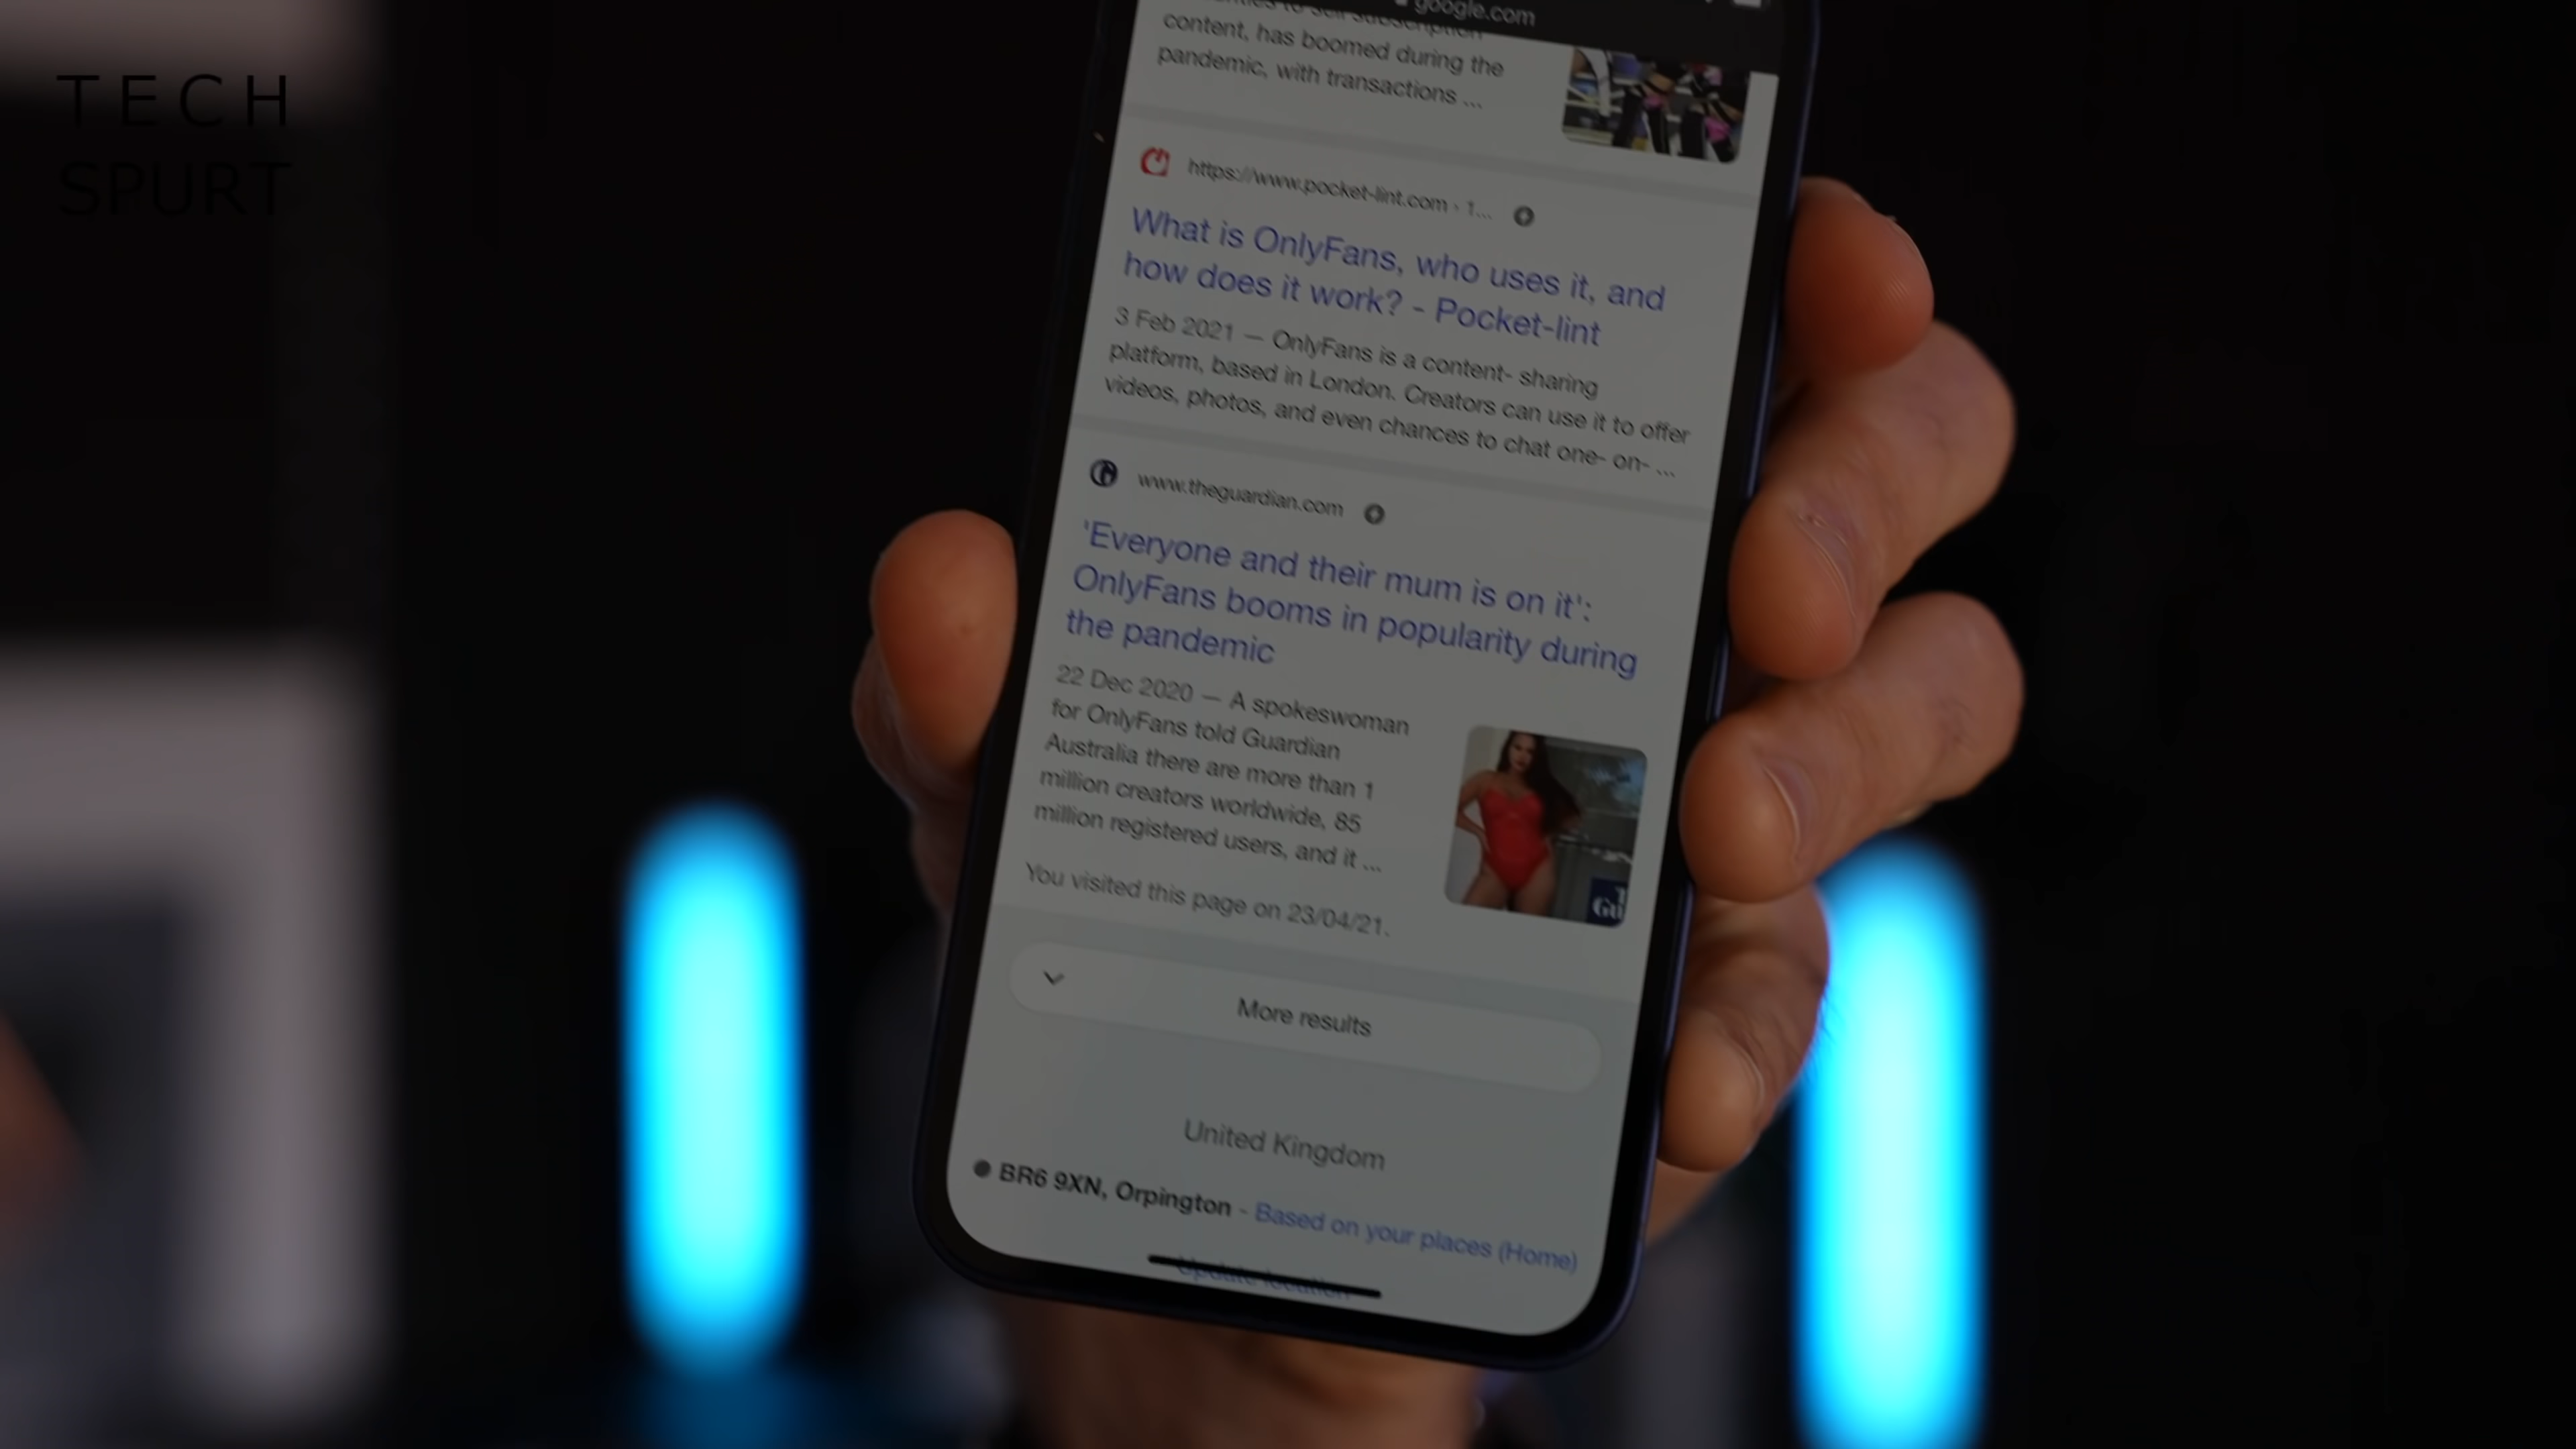 TECH
SPURT
google.com
content, has boomed during the
pandemic, with transactions ...
https://www.pocket-lint.com › 1...
What is OnlyFans, who uses it, and
how does it work? - Pocket-lint
3 Feb 2021 — OnlyFans is a content- sharing
platform, based in London. Creators can use it to offer
videos, photos, and even chances to chat one- on- ...
www.theguardian.com
'Everyone and their mum is on it':
OnlyFans booms in popularity during
the pandemic
22 Dec 2020 — A spokeswoman
for OnlyFans told Guardian
Australia there are more than 1
million creators worldwide, 85
million registered users, and it ...
You visited this page on 23/04/21.
More results
United Kingdom
BR6 9XN, Orpington - Based on your places (Home)
Update location